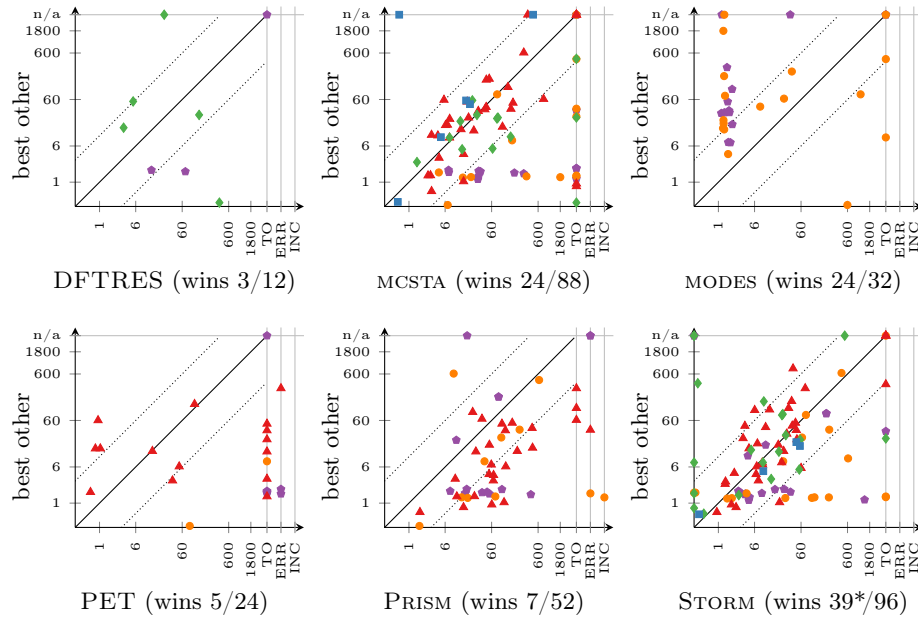 n/a
1800
600
60
6
1
best other
1
6
60
600
1800
TO
ERR
INC
DFTRES (wins 3/12)
n/a
1800
600
60
6
1
best other
1
6
60
600
1800
TO
ERR
INC
MCSTA (wins 24/88)
n/a
1800
600
60
6
1
best other
1
6
60
600
1800
TO
ERR
INC
MODES (wins 24/32)
n/a
1800
600
60
6
1
best other
1
6
60
600
1800
TO
ERR
INC
PET (wins 5/24)
n/a
1800
600
60
6
1
best other
1
6
60
600
1800
TO
ERR
INC
PRISM (wins 7/52)
n/a
1800
600
60
6
1
best other
1
6
60
600
1800
TO
ERR
INC
STORM (wins 39*/96)